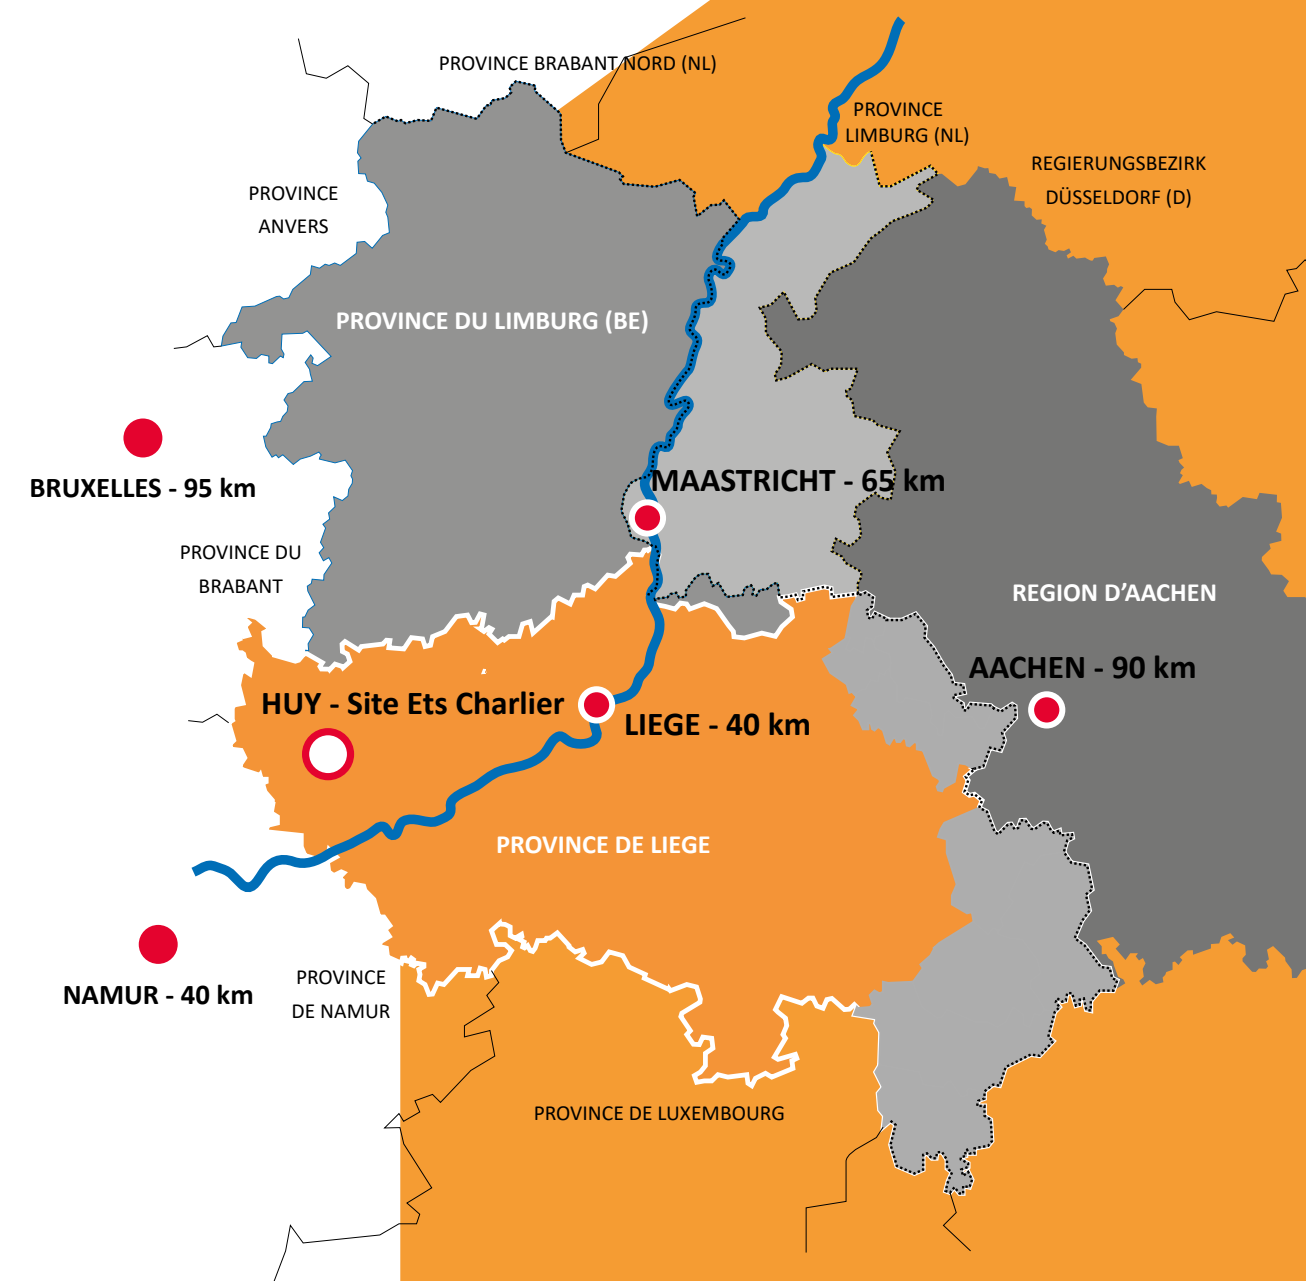 PROVINCE BRABANT NORD (NL)
PROVINCE
LIMBURG (NL)
REGIERUNGSBEZIRK
DÜSSELDORF (D)
PROVINCE
ANVERS
PROVINCE DU LIMBURG (BE)
BRUXELLES - 95 km
MAASTRICHT - 65 km
PROVINCE DU
BRABANT
REGION D’AACHEN
AACHEN - 90 km
HUY - Site Ets Charlier
LIEGE - 40 km
PROVINCE DE LIEGE
NAMUR - 40 km
PROVINCE
DE NAMUR
PROVINCE DE LUXEMBOURG